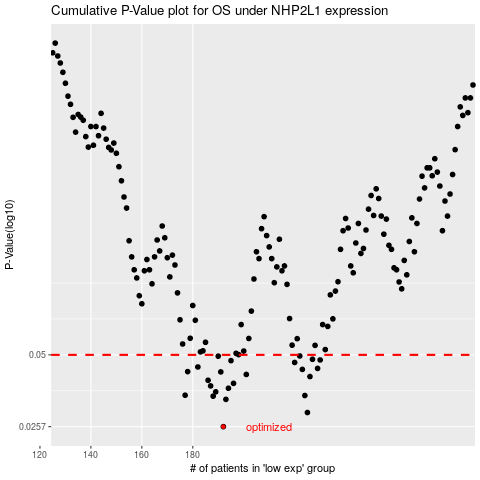 Cumulative P-Value plot for OS under NHP2L1 expression
P-Value(log10)
0.05
0.0257
optimized
120 140 160 180
# of patients in 'low exp' group